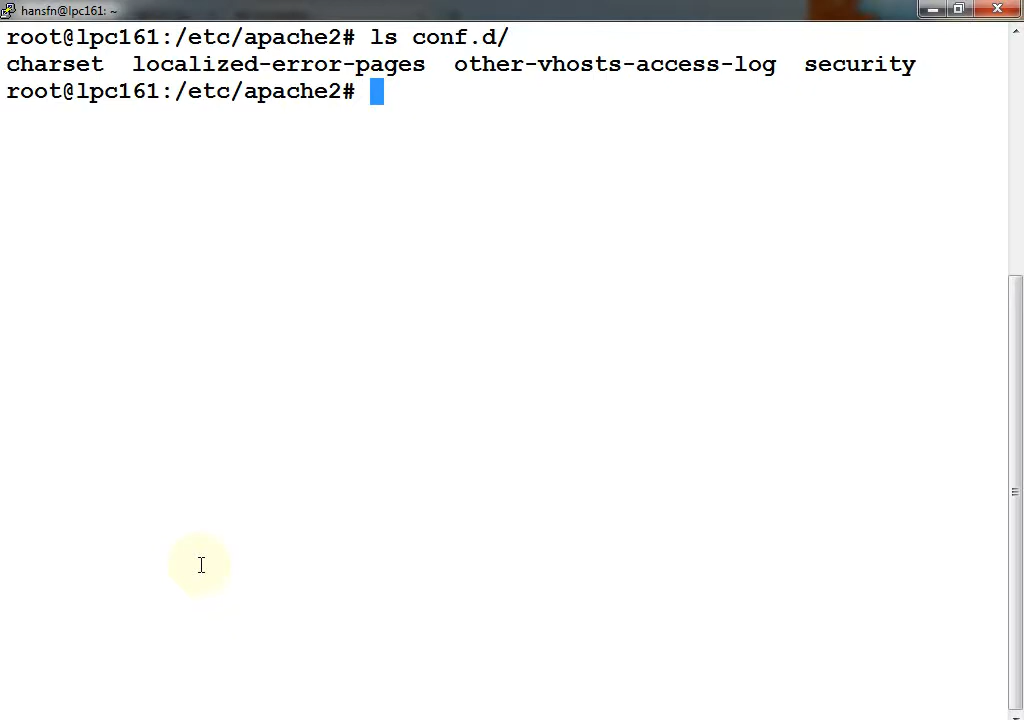 hansfn@lpc161: ~
root@lpc161:/etc/apache2# ls conf.d/
charset  localized-error-pages  other-vhosts-access-log  security
root@lpc161:/etc/apache2#